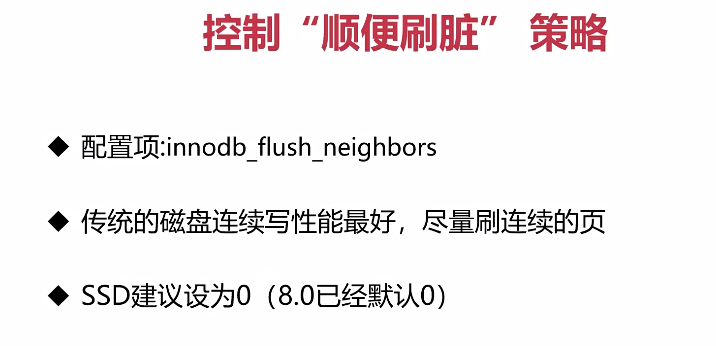 控制“顺便刷脏” 策略
◆ 配置项:innodb_flush_neighbors
◆ 传统的磁盘连续写性能最好，尽量刷连续的页
◆ SSD建议设为0（8.0已经默认0）